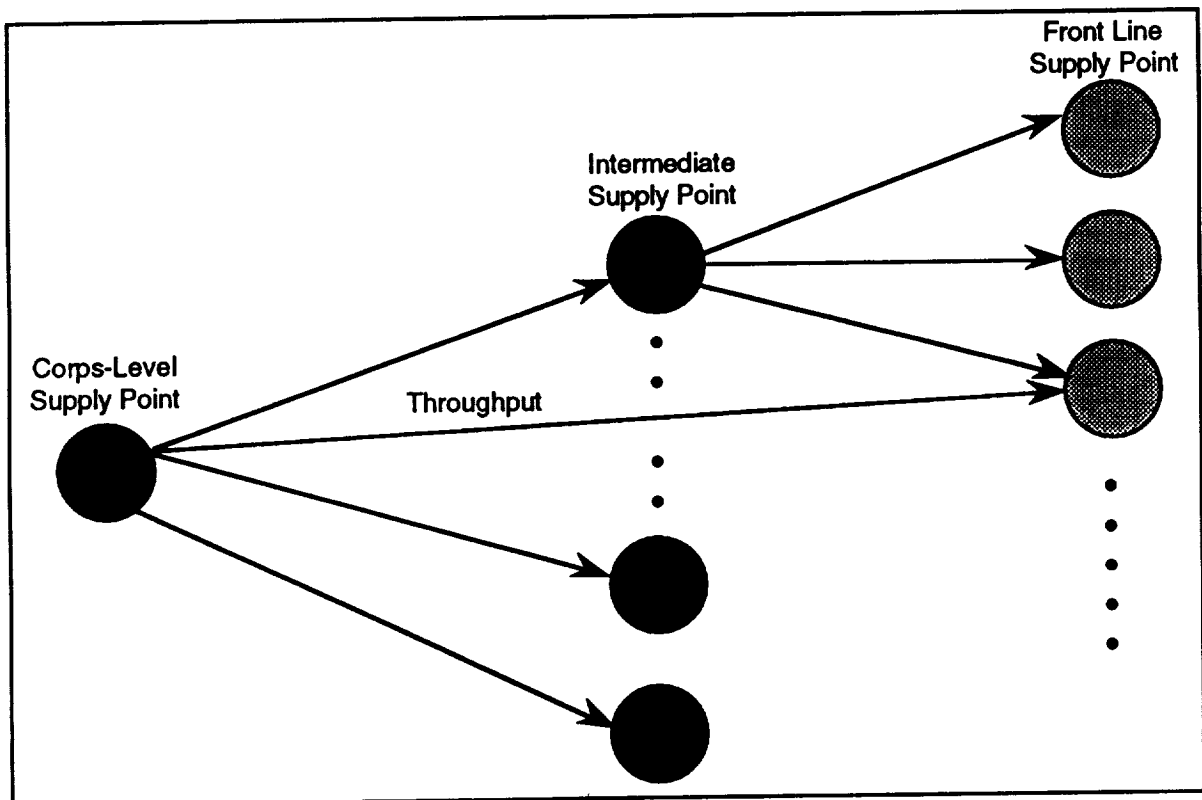 Front Line
Supply Point
Intermediate
Supply Point
Corps-Level
Supply Point
Throughput